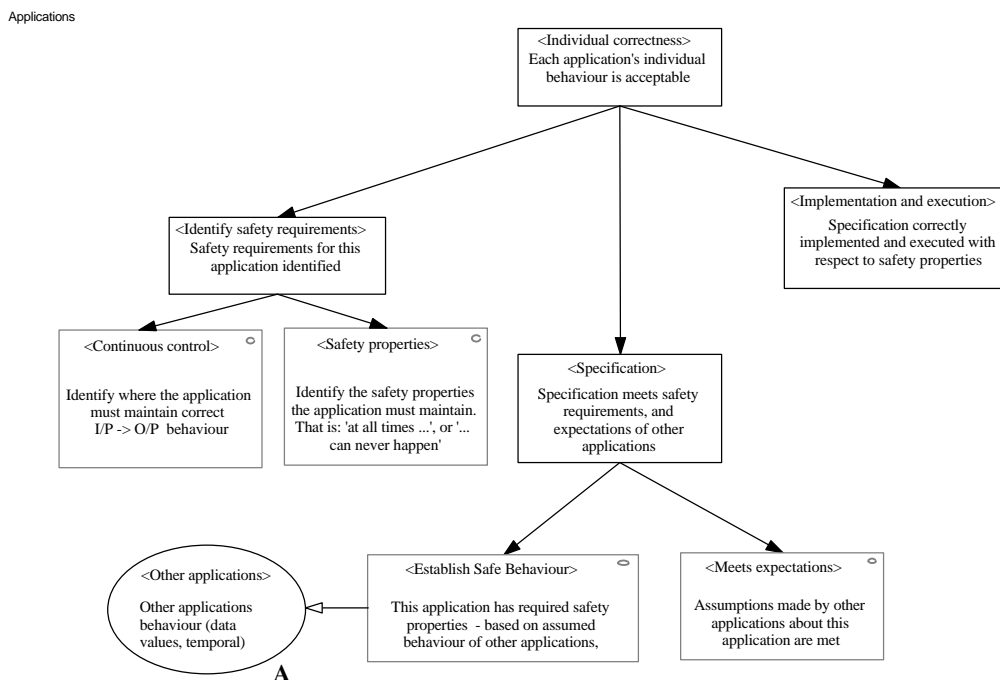 Applications
<Individual correctness>
Each application's individual
behaviour is acceptable
<Identify safety requirements>
Safety requirements for this
application identified
<Implementation and execution>
Specification correctly
implemented and executed with
respect to safety properties
<Continuous control>
Identify where the application
must maintain correct
I/P -> O/P behaviour
<Safety properties>
Identify the safety properties
the application must maintain.
That is: 'at all times ...', or '...
can never happen'
<Specification>
Specification meets safety
requirements, and
expectations of other
applications
<Other applications>
Other applications
behaviour (data
values, temporal)
A
<Establish Safe Behaviour>
This application has required safety
properties - based on assumed
behaviour of other applications,
<Meets expectations>
Assumptions made by other
applications about this
application are met